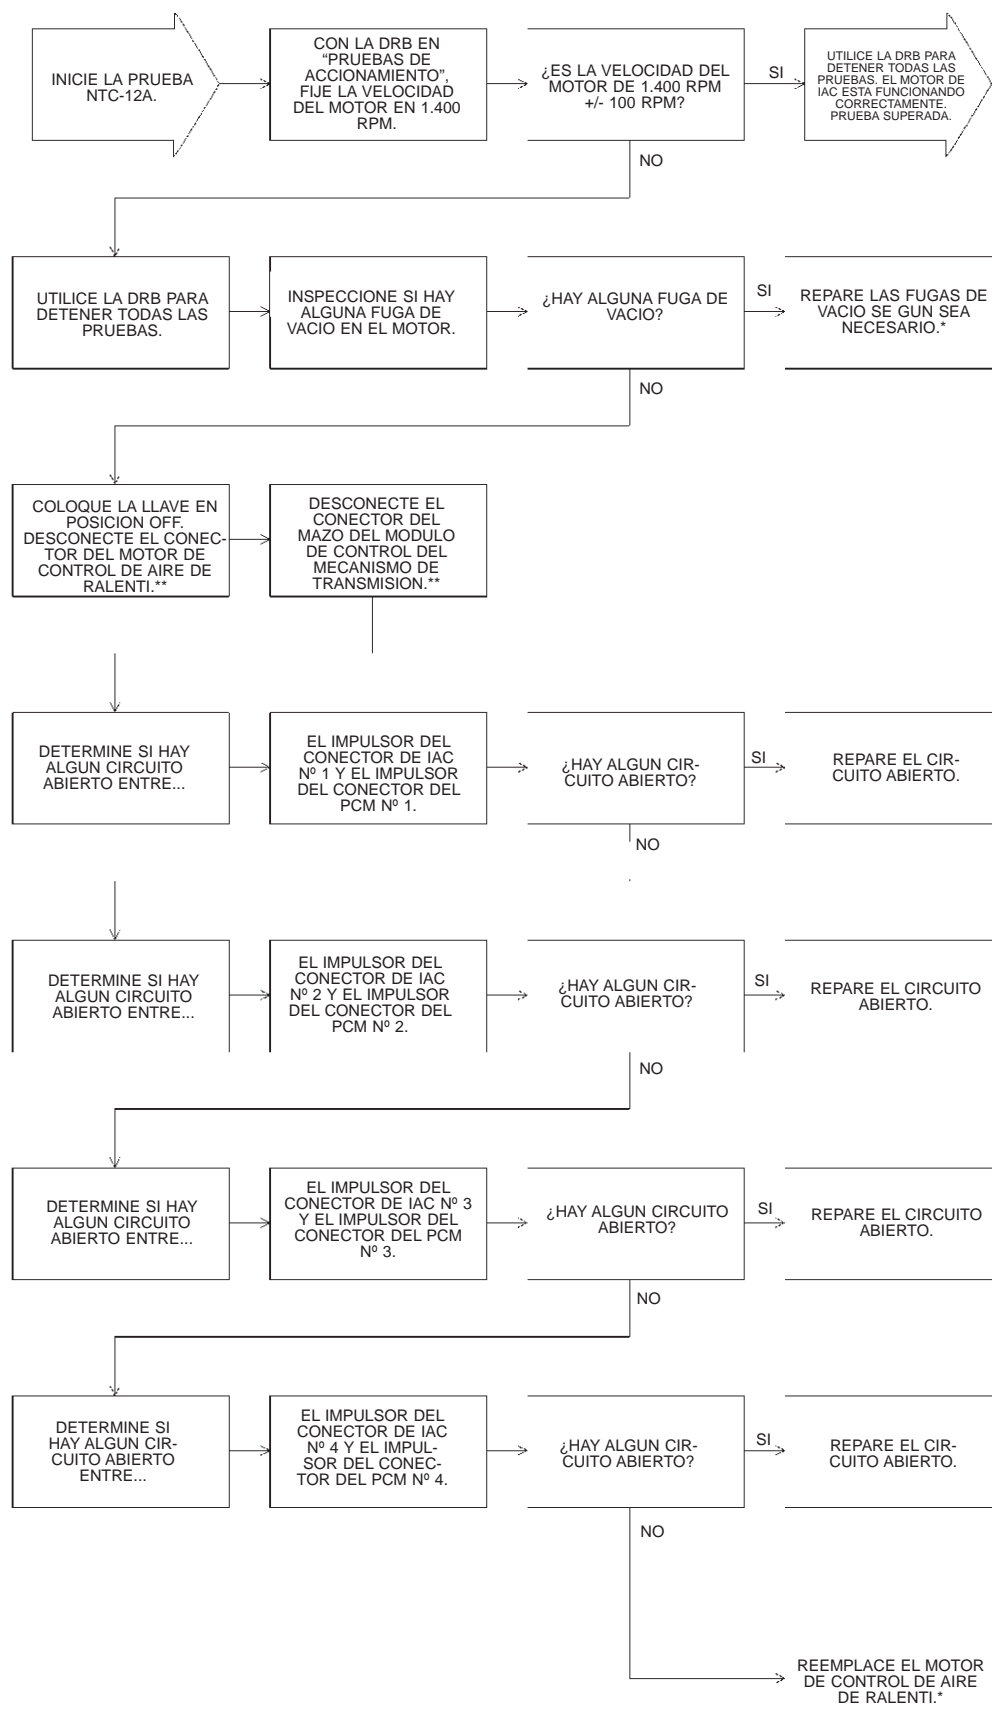 INICIE LA PRUEBA
NTC-12A.
CON LA DRB EN
“PRUEBAS DE
ACCIONAMIENTO”,
FIJE LA VELOCIDAD
DEL MOTOR EN 1.400
RPM.
¿ES LA VELOCIDAD DEL
MOTOR DE 1.400 RPM
+/- 100 RPM?
SI
UTILICE LA DRB PARA
DETENER TODAS LAS
PRUEBAS. EL MOTOR DE
IAC ESTA FUNCIONANDO
CORRECTAMENTE.
PRUEBA SUPERADA.
NO
UTILICE LA DRB PARA
DETENER TODAS LAS
PRUEBAS.
INSPECCIONE SI HAY
ALGUNA FUGA DE
VACIO EN EL MOTOR.
¿HAY ALGUNA FUGA DE
VACIO?
SI
REPARE LAS FUGAS DE
VACIO SE GUN SEA
NECESARIO.*
NO
COLOQUE LA LLAVE EN
POSICION OFF.
DESCONECTE EL CONEC-
TOR DEL MOTOR DE
CONTROL DE AIRE DE
RALENTI.**
DESCONECTE EL
CONECTOR DEL
MAZO DEL MODULO
DE CONTROL DEL
MECANISMO DE
TRANSMISION.**
DETERMINE SI HAY
ALGUN CIRCUITO
ABIERTO ENTRE...
EL IMPULSOR DEL
CONECTOR DE IAC
Nº 1 Y EL IMPULSOR
DEL CONECTOR DEL
PCM Nº 1.
¿HAY ALGUN CIR-
CUITO ABIERTO?
SI
REPARE EL CIR-
CUITO ABIERTO.
NO
DETERMINE SI HAY
ALGUN CIRCUITO
ABIERTO ENTRE...
EL IMPULSOR DEL
CONECTOR DE IAC
Nº 2 Y EL IMPULSOR
DEL CONECTOR DEL
PCM Nº 2.
¿HAY ALGUN CIR-
CUITO ABIERTO?
SI
REPARE EL CIRCUITO
ABIERTO.
NO
DETERMINE SI HAY
ALGUN CIRCUITO
ABIERTO ENTRE...
EL IMPULSOR DEL
CONECTOR DE IAC Nº 3
Y EL IMPULSOR DEL
CONECTOR DEL PCM
Nº 3.
¿HAY ALGUN CIRCUITO
ABIERTO?
SI
REPARE EL CIRCUITO
ABIERTO.
NO
DETERMINE SI
HAY ALGUN CIR-
CUITO ABIERTO
ENTRE...
EL IMPULSOR DEL
CONECTOR DE IAC
Nº 4 Y EL IMPUL-
SOR DEL CONEC-
TOR DEL PCM Nº 4.
¿HAY ALGUN CIR-
CUITO ABIERTO?
SI
REPARE EL CIR-
CUITO ABIERTO.
NO
REEMPLACE EL MOTOR
DE CONTROL DE AIRE
DE RALENTI.*